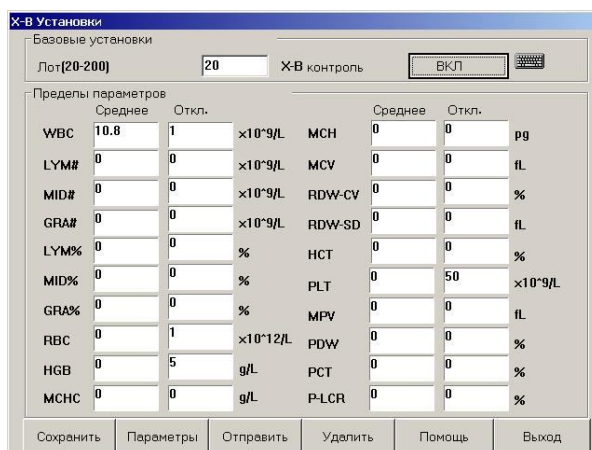 X-B Установки
Базовые установки
Лот(20-200) 20 X-B контроль ВКЛ
Пределы параметров
Среднее Откл. Среднее Откл.
WBC 10.8 1 x10^9/L MCH 0 0 pg
LYM# 0 0 x10^9/L MCV 0 0 fL
MID# 0 0 x10^9/L RDW-CV 0 0 %
GRA# 0 0 x10^9/L RDW-SD 0 0 fL
LYM% 0 0 % HCT 0 0 %
MID% 0 0 % PLT 0 50 x10^9/L
GRA% 0 0 % MPV 0 0 fL
RBC 0 1 x10^12/L PDW 0 0 %
HGB 0 5 g/L PCT 0 0 %
MCHC 0 0 g/L P-LCR 0 0 %
Сохранить Параметры Отправить Удалить Помощь Выход